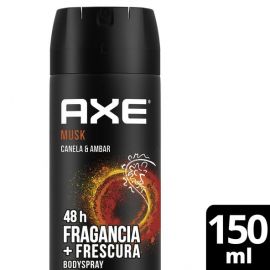 AXE
MUSK
CANELA & AMBAR
48 h
FRAGANCIA
+ FRESCURA
BODYSPRAY
150
ml